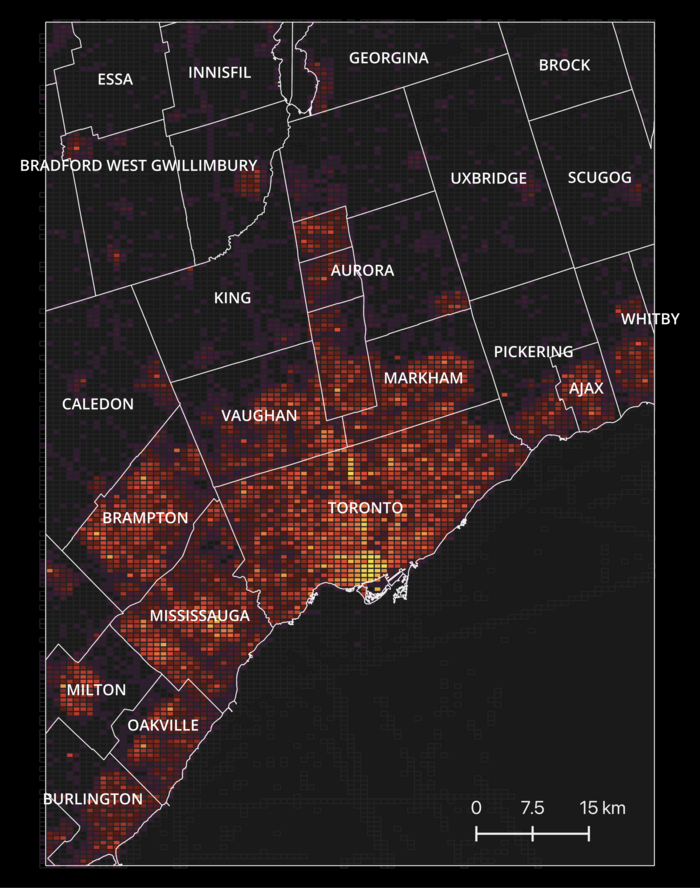 GEORGINA
BROCK
ESSA
INNISFIL
BRADFORD WEST GWILLIMBURY
UXBRIDGE
SCUGOG
AURORA
KING
WHITBY
PICKERING
MARKHAM
AJAX
CALEDON
VAUGHAN
TORONTO
BRAMPTON
MISSISSAUGA
MILTON
OAKVILLE
BURLINGTON
0 7.5 15 km